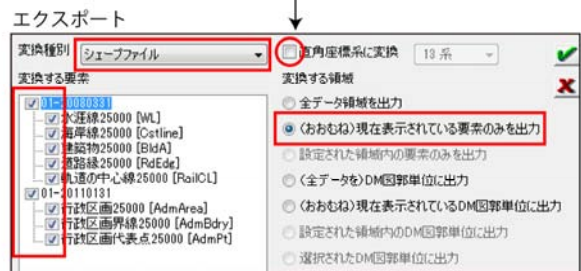 エクスポート
変換種別 シェープファイル
直角座標系に変換 13 系
変換する要素
01-20080331
水涯線25000 [WL]
海岸線25000 [Cstline]
建築物25000 [BldA]
道路縁25000 [RdEdg]
軌道の中心線25000 [RailCL]
01-20110131
行政区画25000 [AdmArea]
行政区画界線25000 [AdmBdry]
行政区画代表点25000 [AdmPt]
変換する領域
全データ領域を出力
(おおむね)現在表示されている要素のみを出力
設定された領域内の要素のみを出力
(全データを)DM図郭単位に出力
(おおむね)現在表示されているDM図郭単位に出力
設定された領域内のDM図郭単位に出力
選択されたDM図郭単位に出力